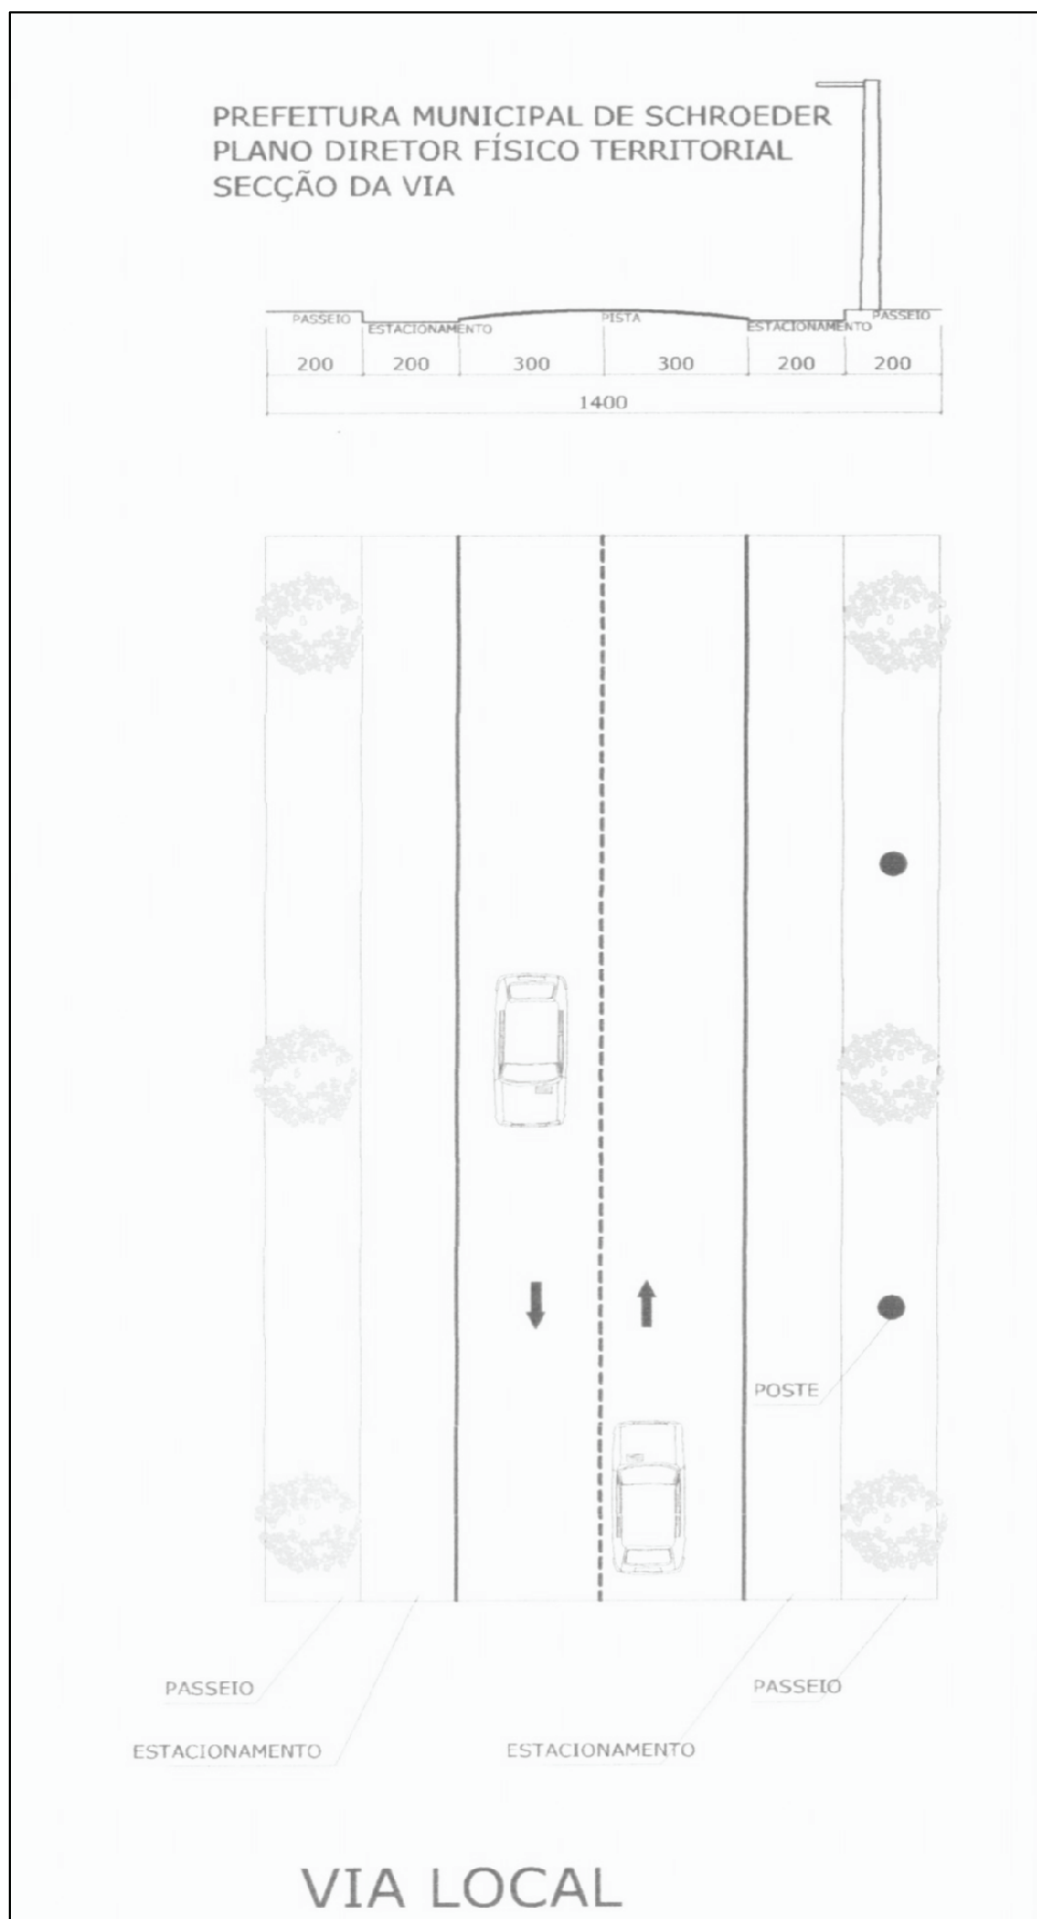 PREFEITURA MUNICIPAL DE SCHROEDER
PLANO DIRETOR FÍSICO TERRITORIAL
SECÇÃO DA VIA
PASSEIO ESTACIONAMENTO PISTA ESTACIONAMENTO PASSEIO
200 200 300 300 200 200
1400
POSTE
PASSEIO PASSEIO
ESTACIONAMENTO ESTACIONAMENTO
VIA LOCAL